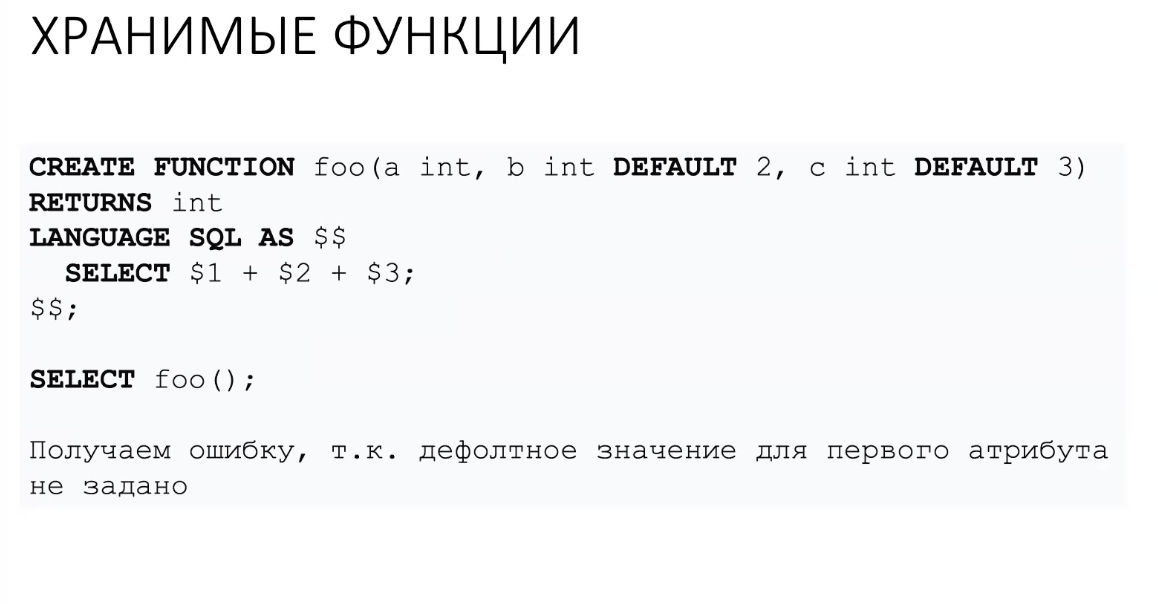 ХРАНИМЫЕ ФУНКЦИИ
CREATE FUNCTION foo(a int, b int DEFAULT 2, c int DEFAULT 3)
RETURNS int
LANGUAGE SQL AS $$
  SELECT $1 + $2 + $3;
$$;
SELECT foo();
Получаем ошибку, т.к. дефолтное значение для первого атрибута
не задано